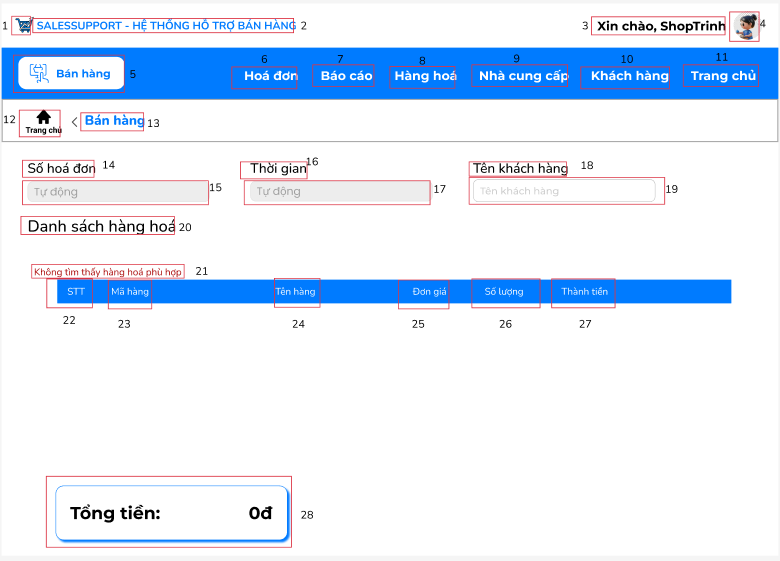 1 SALESSUPPORT - HỆ THỐNG HỖ TRỢ BÁN HÀNG 2 3 Xin chào, ShopTrinh 4
Bán hàng 5 6 Hoá đơn 7 Báo cáo 8 Hàng hoá 9 Nhà cung cấp 10 Khách hàng 11 Trang chủ
12 Trang chủ Bán hàng 13
Số hoá đơn 14 Thời gian 16 Tên khách hàng 18
Tự động 15 Tự động 17 Tên khách hàng 19
Danh sách hàng hoá 20
Không tìm thấy hàng hoá phù hợp 21
STT Mã hàng Tên hàng Đơn giá Số lượng Thành tiền
22 23 24 25 26 27
Tổng tiền: 0đ 28